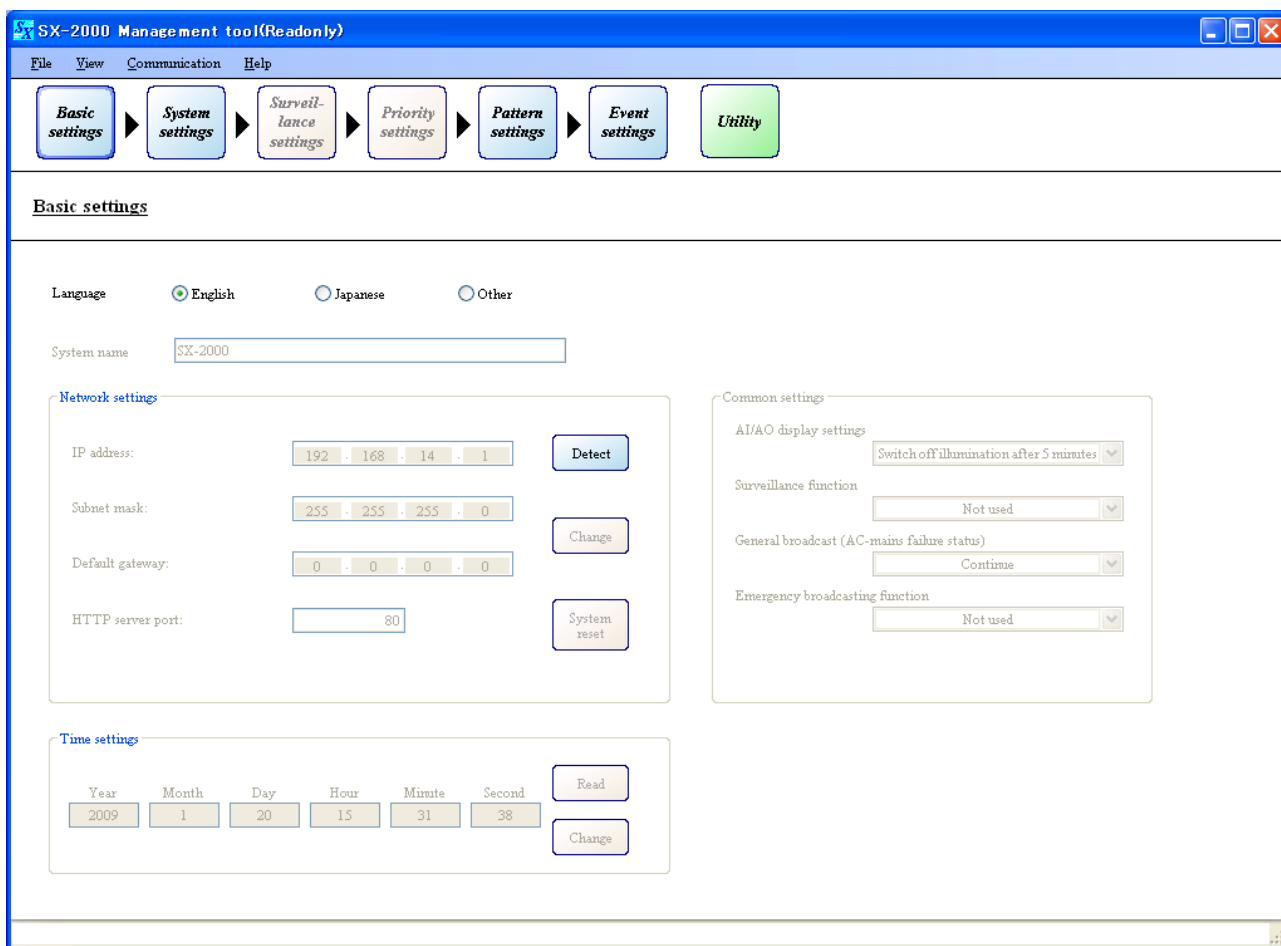 SX-2000 Management tool(Readonly)
File View Communication Help
Basic settings
System settings
Surveil-lance settings
Priority settings
Pattern settings
Event settings
Utility
Basic settings
Language English Japanese Other
System name SX-2000
Network settings
IP address: 192 . 168 . 14 . 1 Detect
Subnet mask: 255 . 255 . 255 . 0
Change
Default gateway: 0 . 0 . 0 . 0
HTTP server port: 80
System reset
Common settings
AI/AO display settings
Switch off illumination after 5 minutes
Surveillance function
Not used
General broadcast (AC-mains failure status)
Continue
Emergency broadcasting function
Not used
Time settings
Year Month Day Hour Minute Second
2009 1 20 15 31 38
Read
Change